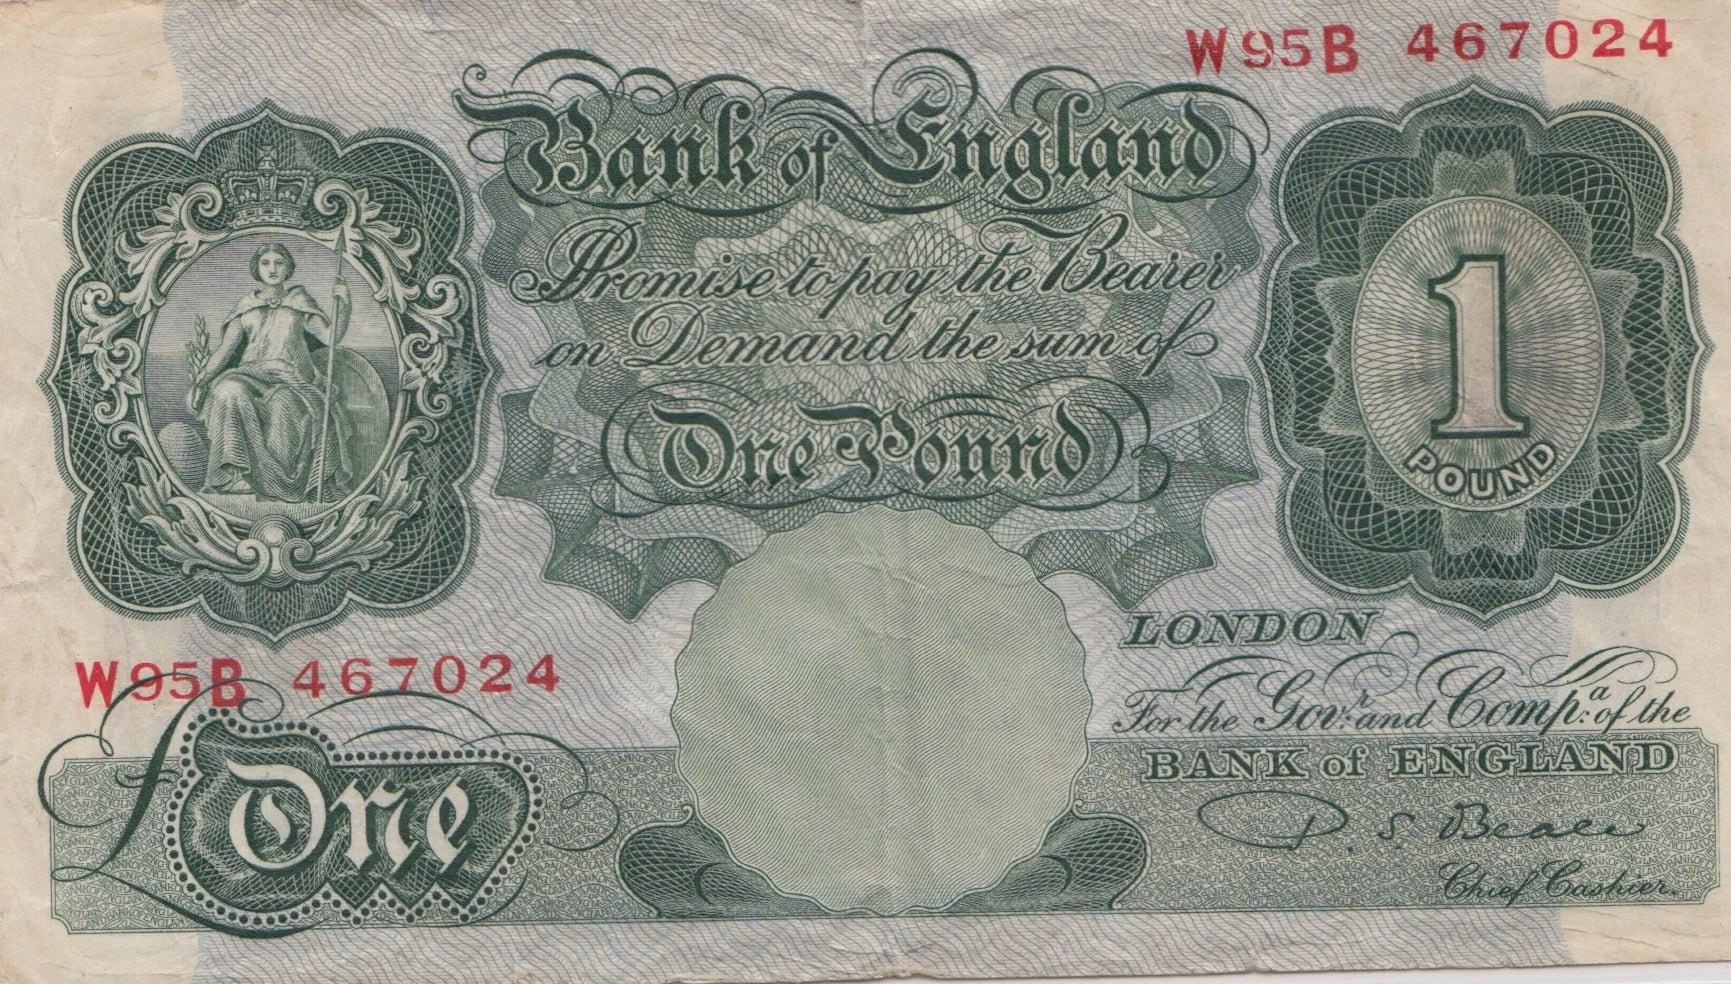 W95B 467024
Bank of England
Promise to pay the Bearer
on Demand the sum of
One Pound
1
POUND
LONDON
For the Govr. and Compa. of the
BANK of ENGLAND
P. S. Beale
Chief Cashier.
W95B 467024
£One